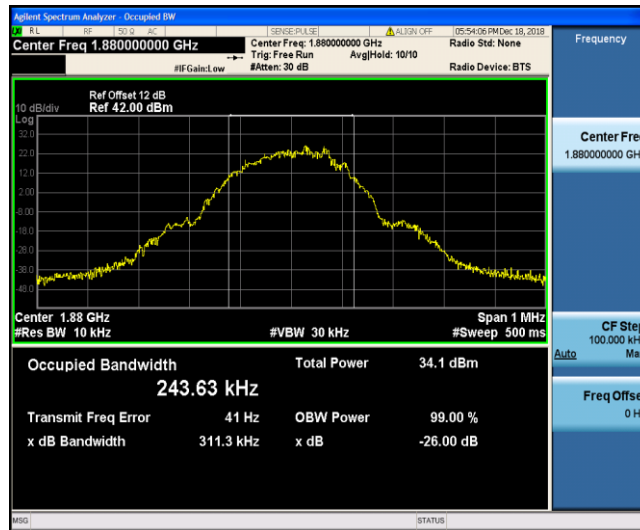 Agilent Spectrum Analyzer - Occupied BW
RL RF 50 Ω AC SENSE:PULSE ALIGN OFF 05:54:06 PM Dec 18, 2018
Center Freq 1.880000000 GHz
Center Freq: 1.880000000 GHz
Radio Std: None
Trig: Free Run
Avg|Hold: 10/10
#IFGain:Low
#Atten: 30 dB
Radio Device: BTS
Ref Offset 12 dB
10 dB/div
Ref 42.00 dBm
Log
32.0
22.0
12.0
2.00
-8.00
-18.0
-28.0
-38.0
-48.0
Center 1.88 GHz
Span 1 MHz
#Res BW 10 kHz
#VBW 30 kHz
#Sweep 500 ms
Occupied Bandwidth
Total Power
34.1 dBm
243.63 kHz
Transmit Freq Error
41 Hz
OBW Power
99.00 %
x dB Bandwidth
311.3 kHz
x dB
-26.00 dB
MSG
STATUS
Frequency
Center Fre
1.880000000 GH
CF Step
100.000 kH
Auto
Ma
Freq Offse
0 H